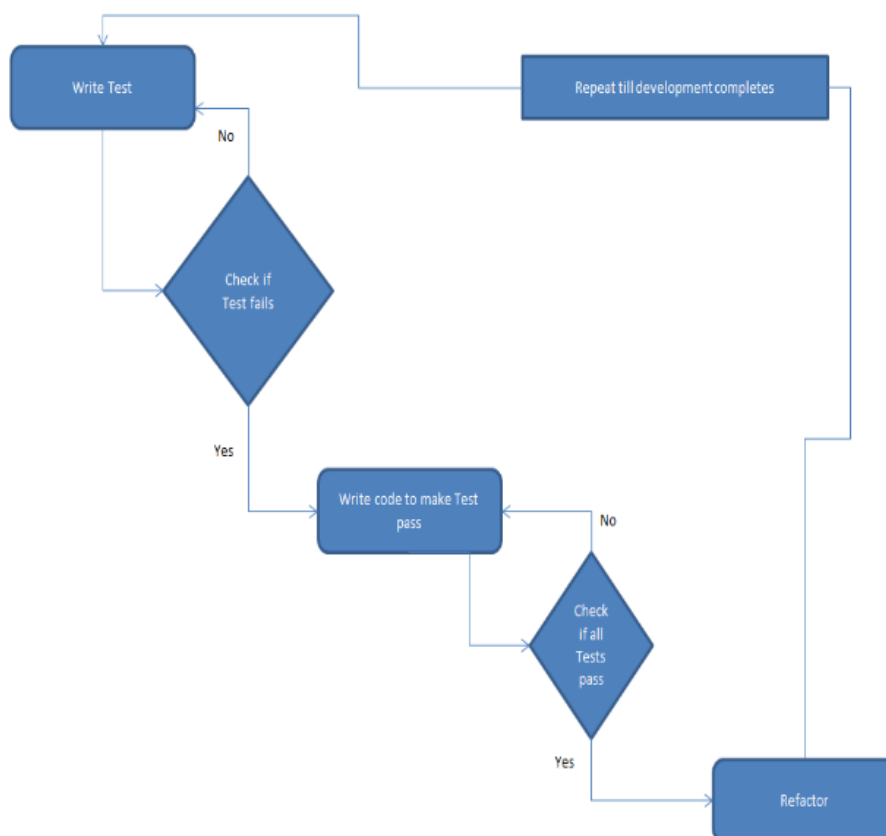 Write Test
Repeat till development completes
No
Check if
Test fails
Yes
Write code to make Test
pass
No
Check
if all
Tests
pass
Yes
Refactor